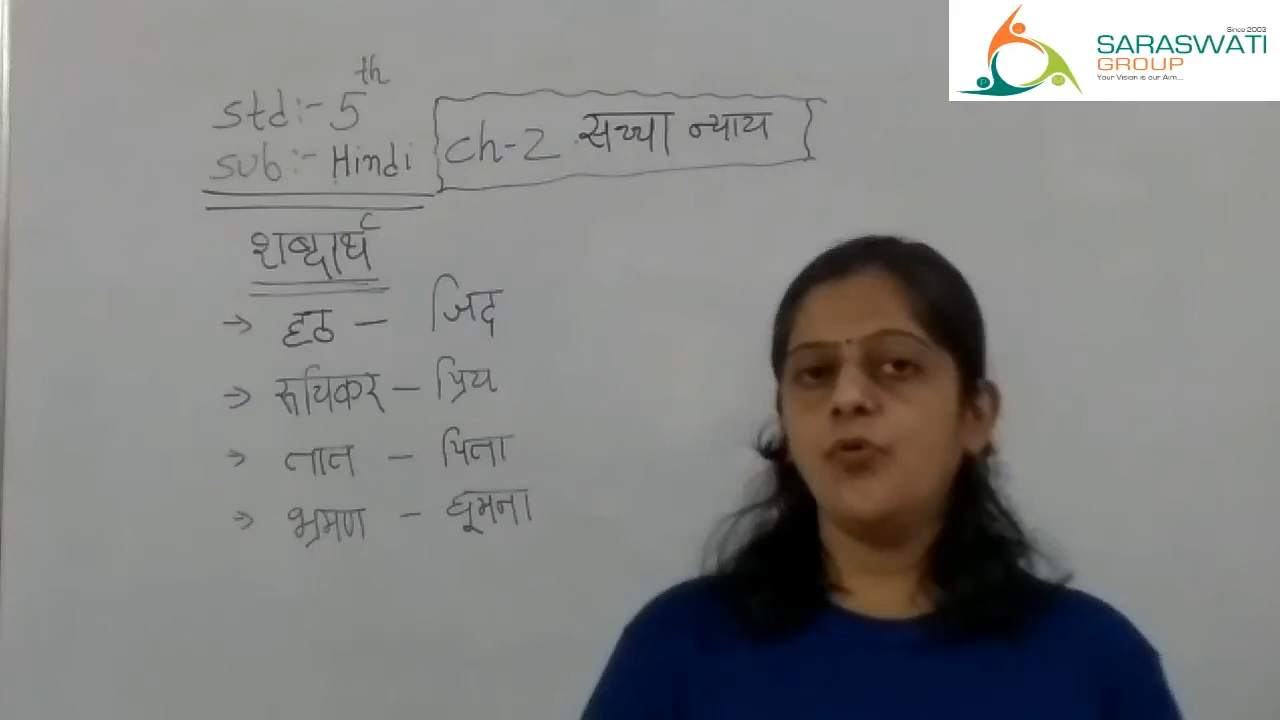 std:- 5th
sub:- Hindi
Ch-2 सच्चा न्याय
शब्दार्थ
→ हठ - जिद
→ रूचिकर - प्रिय
→ तात - पिता
→ भ्रमण - घूमना
Since 2003
SARASWATI
GROUP
Your Vision is our Aim...